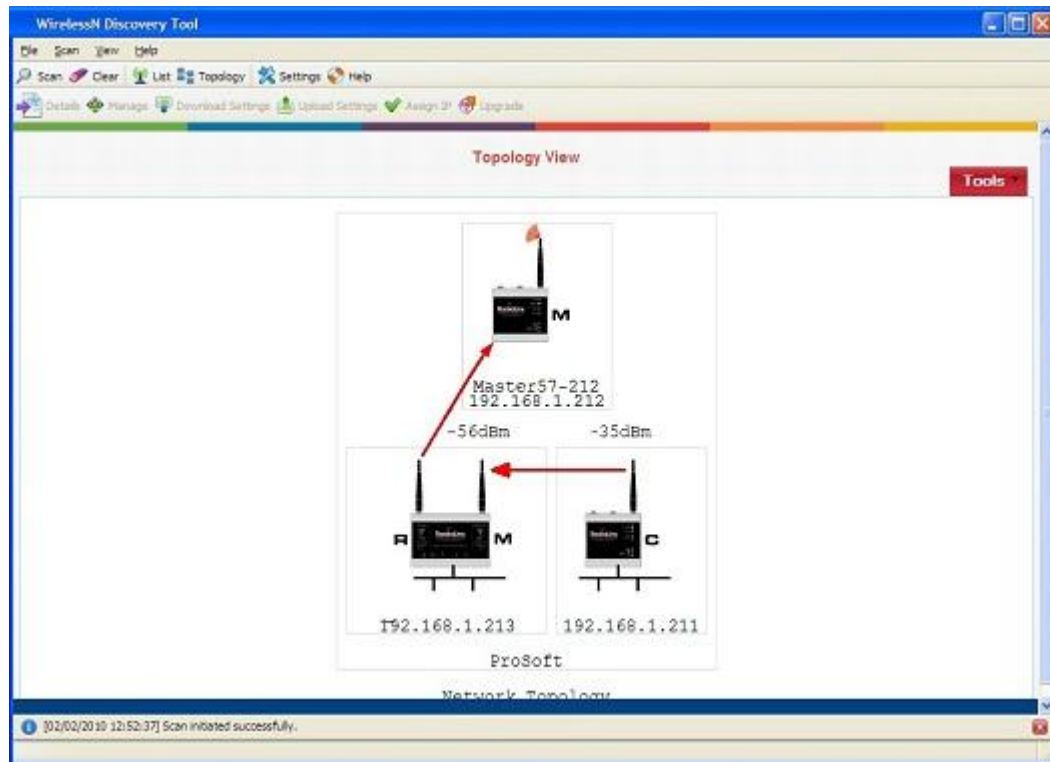 WirelessN Discovery Tool
File Scan View Help
Scan Clear List Topology Settings Help
Details Manage Download Settings Upload Settings Assign IP Upgrade
Topology View
Tools
M
Master57-212
192.168.1.212
-56dBm -35dBm
R M C
192.168.1.213 192.168.1.211
ProSoft
Network Topology
[02/02/2010 12:52:37] Scan initiated successfully.